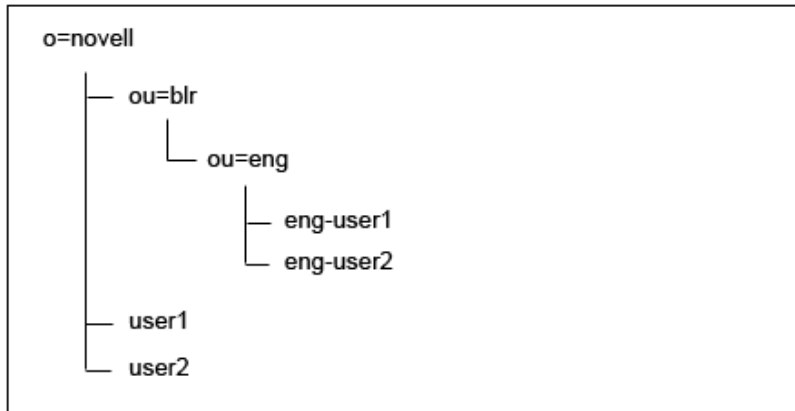 o=novell
ou=blr
ou=eng
eng-user1
eng-user2
user1
user2